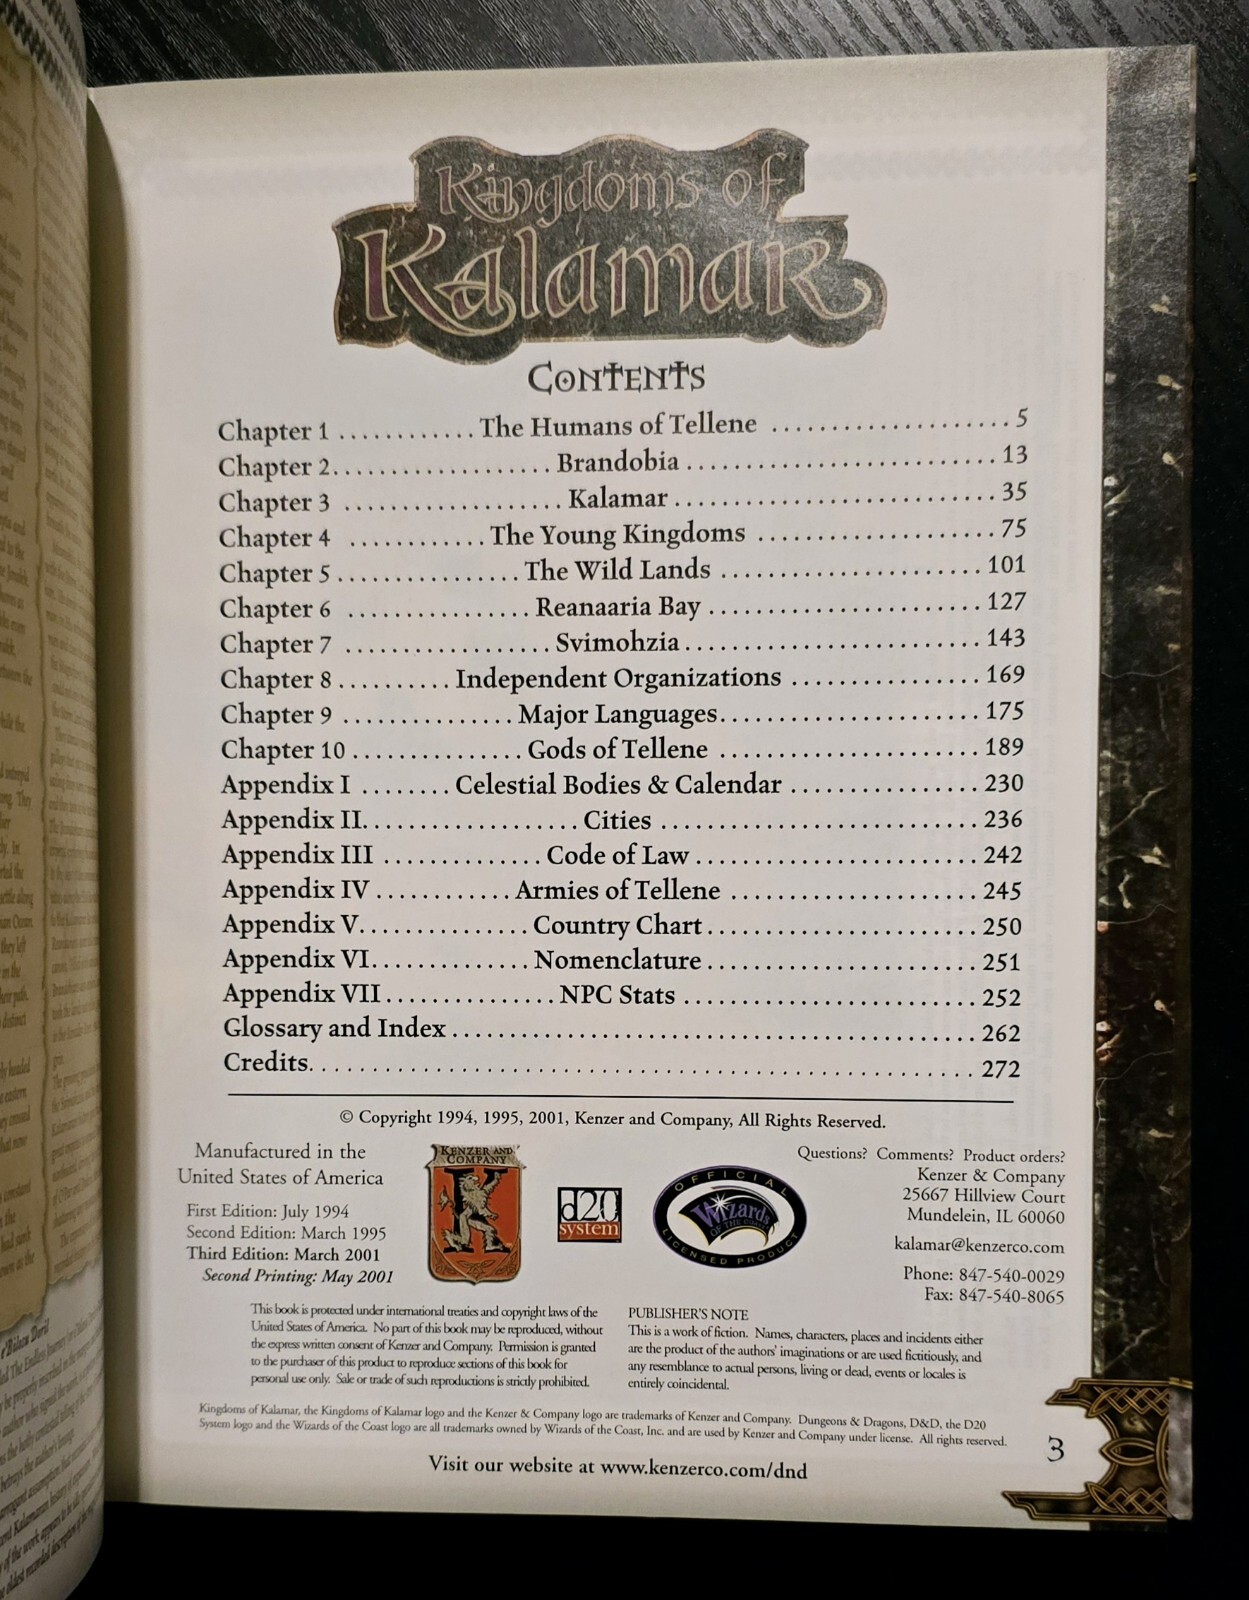 Kingdoms of
Kalamar
Contents
Chapter 1 ............ The Humans of Tellene .................... 5
Chapter 2................... Brandobia ........................ 13
Chapter 3 .................... Kalamar ......................... 35
Chapter 4 ............ The Young Kingdoms .................... 75
Chapter 5 ................ The Wild Lands ...................... 101
Chapter 6 ................ Reanaaria Bay ....................... 127
Chapter 7 .................. Svimohzia......................... 143
Chapter 8 .......... Independent Organizations ............... 169
Chapter 9 ............... Major Languages...................... 175
Chapter 10 ............... Gods of Tellene ..................... 189
Appendix I ........ Celestial Bodies & Calendar ............... 230
Appendix II................... Cities .......................... 236
Appendix III .............. Code of Law ....................... 242
Appendix IV ............ Armies of Tellene .................... 245
Appendix V............... Country Chart ...................... 250
Appendix VI.............. Nomenclature ....................... 251
Appendix VII............... NPC Stats ........................ 252
Glossary and Index ........................................... 262
Credits...................................................... 272
© Copyright 1994, 1995, 2001, Kenzer and Company, All Rights Reserved.
Manufactured in the
United States of America
First Edition: July 1994
Second Edition: March 1995
Third Edition: March 2001
Second Printing: May 2001
KENZER AND
COMPANY
K
d20
system
OFFICIAL
Wizards
OF THE COAST
LICENSED PRODUCT
Questions? Comments? Product orders?
Kenzer & Company
25667 Hillview Court
Mundelein, IL 60060
kalamar@kenzerco.com
Phone: 847-540-0029
Fax: 847-540-8065
This book is protected under international treaties and copyright laws of the
United States of America. No part of this book may be reproduced, without
the express written consent of Kenzer and Company. Permission is granted
to the purchaser of this product to reproduce sections of this book for
personal use only. Sale or trade of such reproductions is strictly prohibited.
PUBLISHER'S NOTE
This is a work of fiction. Names, characters, places and incidents either
are the product of the authors' imaginations or are used fictitiously, and
any resemblance to actual persons, living or dead, events or locales is
entirely coincidental.
Kingdoms of Kalamar, the Kingdoms of Kalamar logo and the Kenzer & Company logo are trademarks of Kenzer and Company. Dungeons & Dragons, D&D, the D20
System logo and the Wizards of the Coast logo are all trademarks owned by Wizards of the Coast, Inc. and are used by Kenzer and Company under license. All rights reserved.
Visit our website at www.kenzerco.com/dnd
3